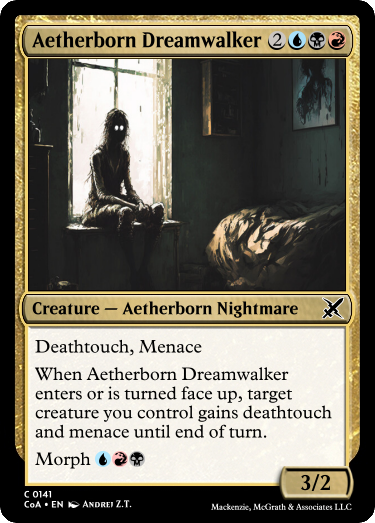 Aetherborn Dreamwalker 2
Creature — Aetherborn Nightmare
Deathtouch, Menace
When Aetherborn Dreamwalker
enters or is turned face up, target
creature you control gains deathtouch
and menace until end of turn.
Morph
3/2
C 0141
CoA • EN Andrei Z.T.
Mackenzie, McGrath & Associates LLC